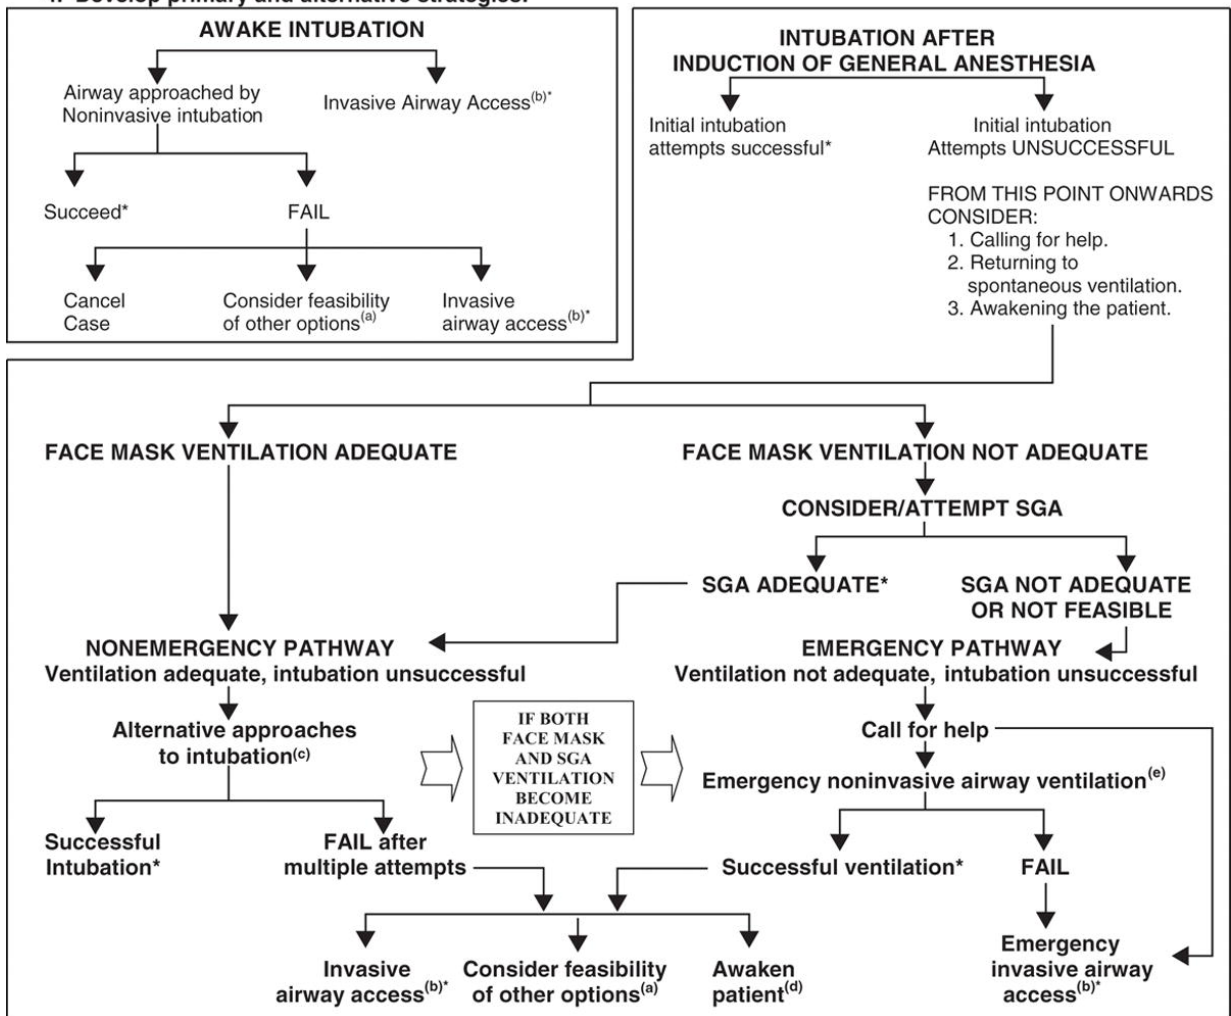 4. Develop primary and alternative strategies:
AWAKE INTUBATION
Airway approached by
Noninvasive intubation
Invasive Airway Access(b)*
Succeed*
FAIL
Cancel
Case
Consider feasibility
of other options(a)
Invasive
airway access(b)*
INTUBATION AFTER
INDUCTION OF GENERAL ANESTHESIA
Initial intubation
attempts successful*
Initial intubation
Attempts UNSUCCESSFUL
FROM THIS POINT ONWARDS
CONSIDER:
1. Calling for help.
2. Returning to
spontaneous ventilation.
3. Awakening the patient.
FACE MASK VENTILATION ADEQUATE
FACE MASK VENTILATION NOT ADEQUATE
CONSIDER/ATTEMPT SGA
SGA ADEQUATE*
SGA NOT ADEQUATE
OR NOT FEASIBLE
NONEMERGENCY PATHWAY
Ventilation adequate, intubation unsuccessful
EMERGENCY PATHWAY
Ventilation not adequate, intubation unsuccessful
Alternative approaches
to intubation(c)
IF BOTH
FACE MASK
AND SGA
VENTILATION
BECOME
INADEQUATE
Call for help
Emergency noninvasive airway ventilation(e)
Successful
Intubation*
FAIL after
multiple attempts
Successful ventilation*
FAIL
Invasive
airway access(b)*
Consider feasibility
of other options(a)
Awaken
patient(d)
Emergency
invasive airway
access(b)*